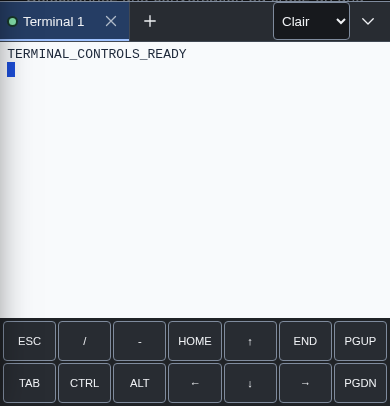 Terminal 1
Clair
TERMINAL_CONTROLS_READY
ESC / - HOME ↑ END PGUP
TAB CTRL ALT ← ↓ → PGDN